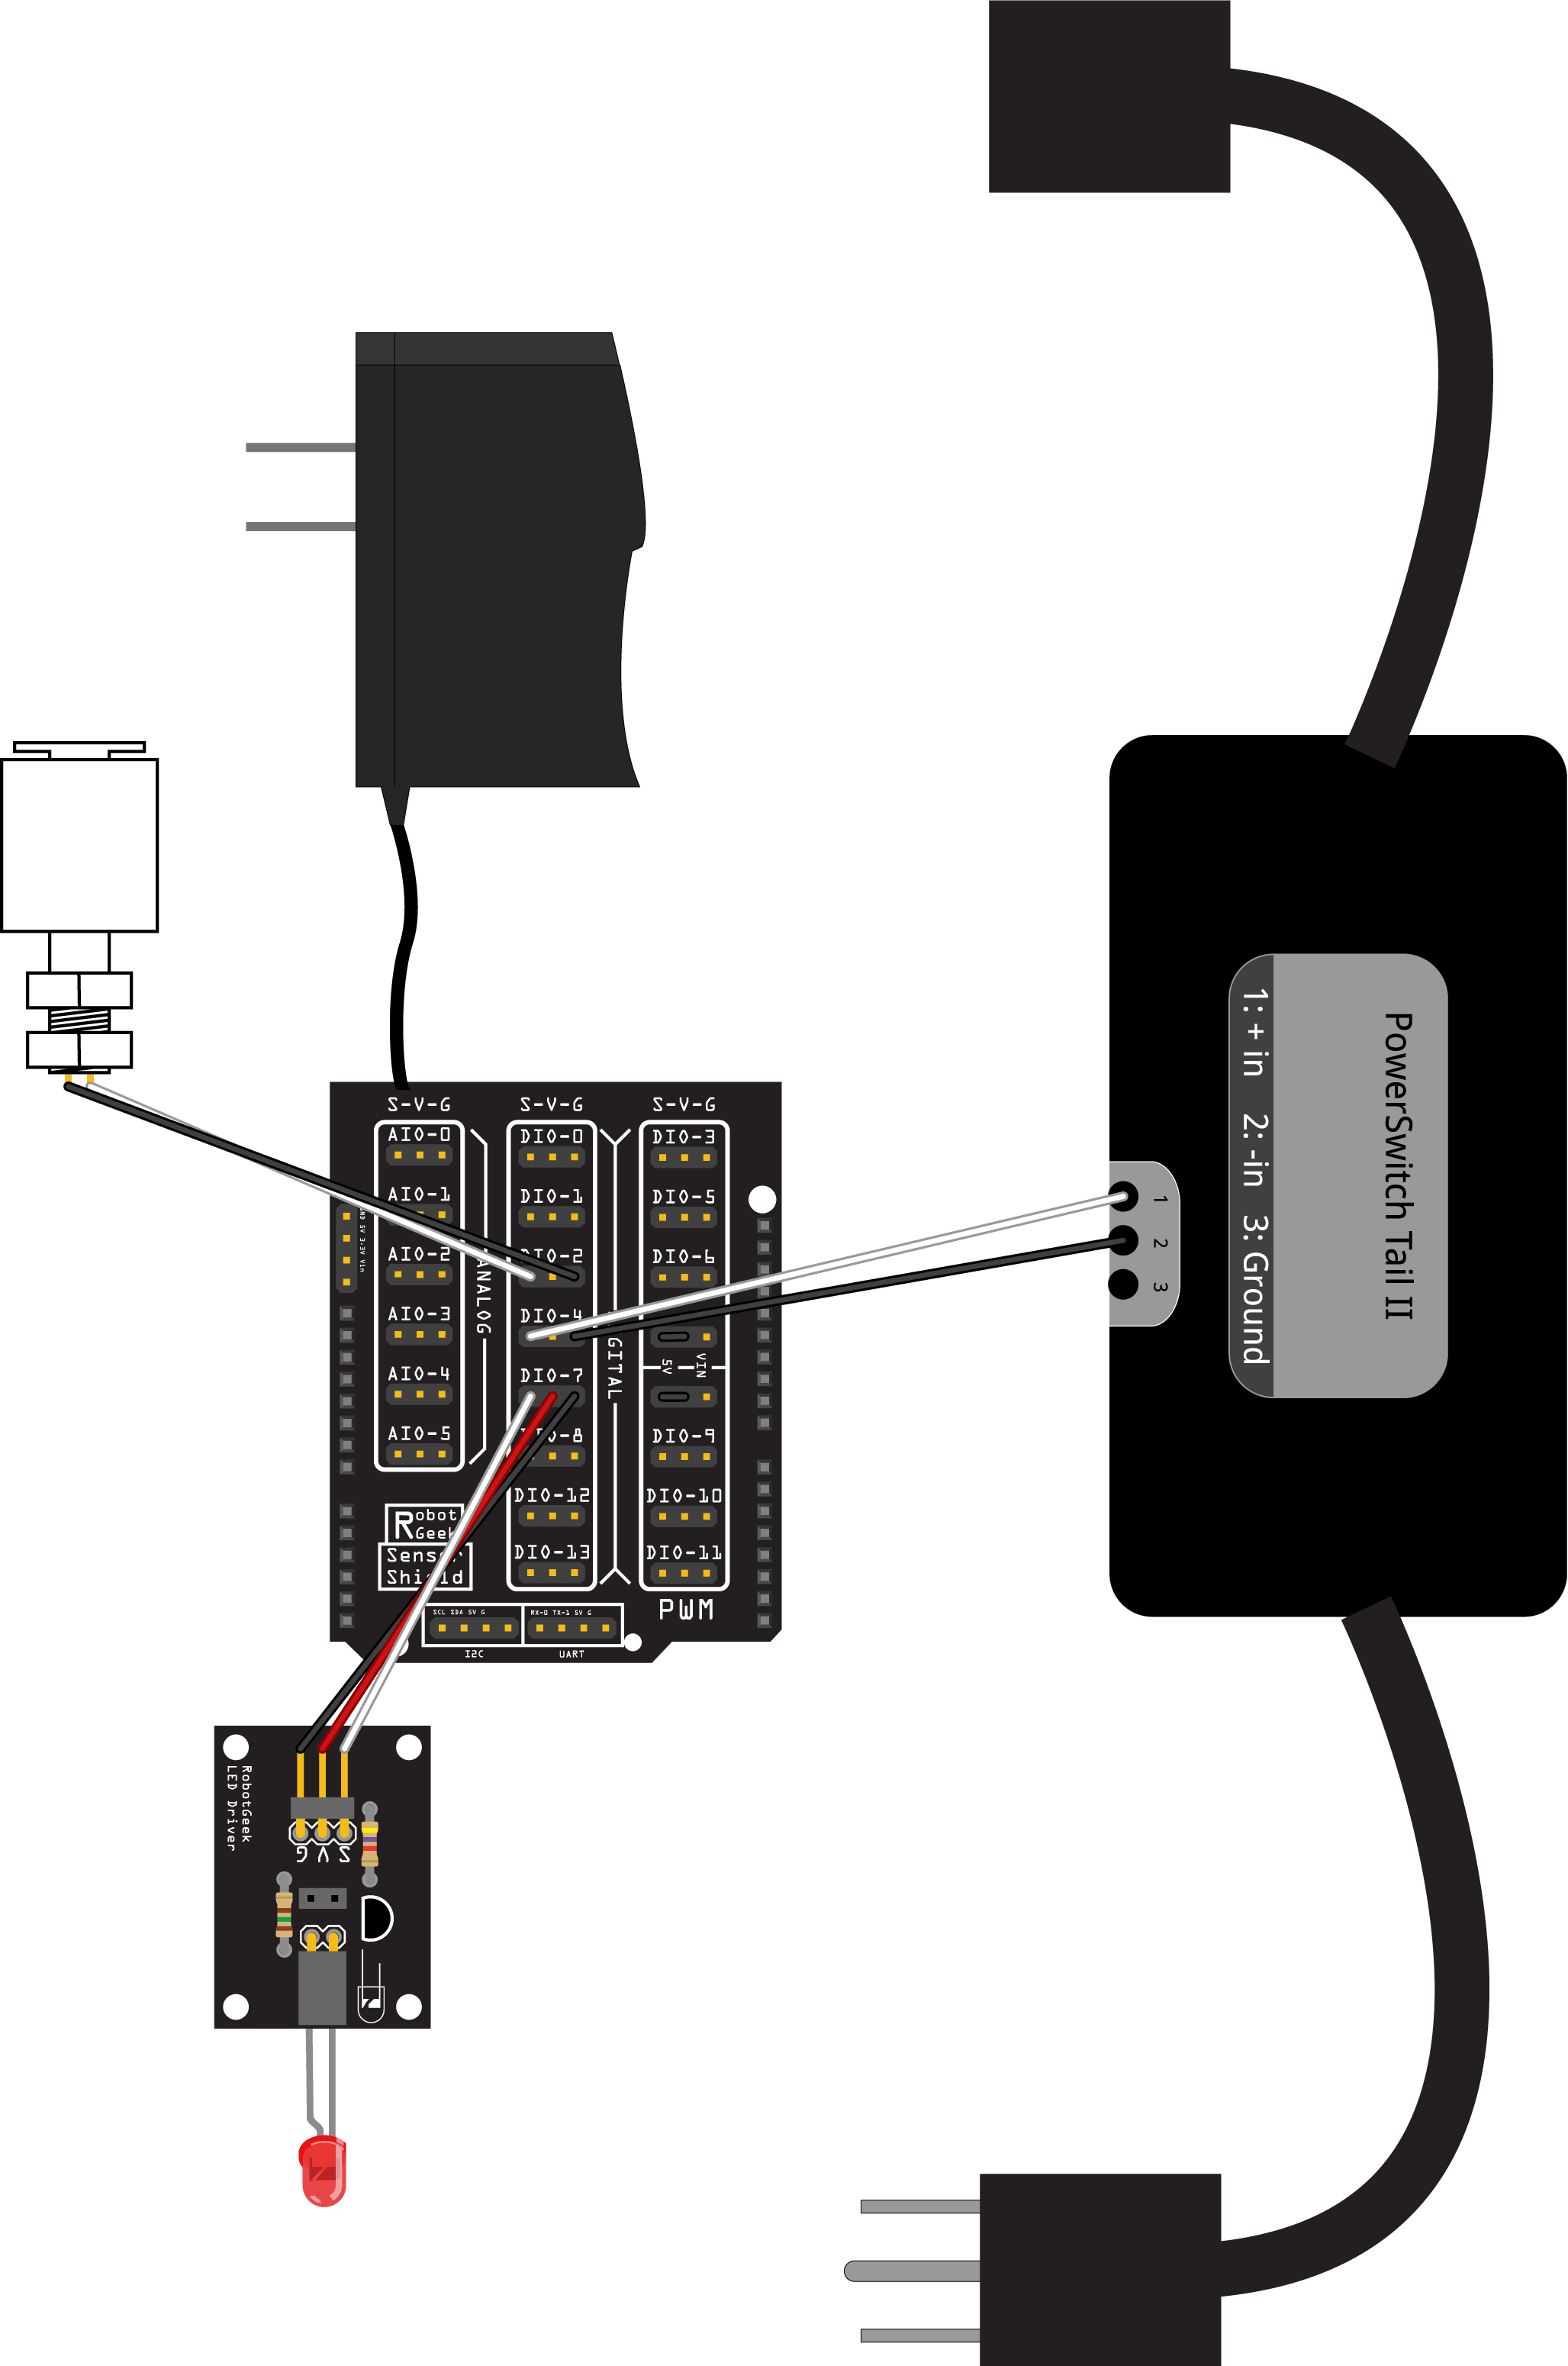 S-V-G S-V-G S-V-G
AIO-0 DIO-0 DIO-3
AIO-1 DIO-1 DIO-5
GND 5V 3.3V Vin
AIO-2 DIO-2 DIO-6
ANALOG
AIO-3 DIO-4
GITAL
AIO-4 DIO-7
5V VIN
AIO-5 -8 DIO-9
DIO-12 DIO-10
Robot
Geek
DIO-13 DIO-11
Sensor
Shield
PWM
SCL SDA 5V G RX-0 TX-1 5V G
I2C UART
1
2
3
PowerSwitch Tail II
1: + in 2: -in 3: Ground
RobotGeek
LED Driver
G V S